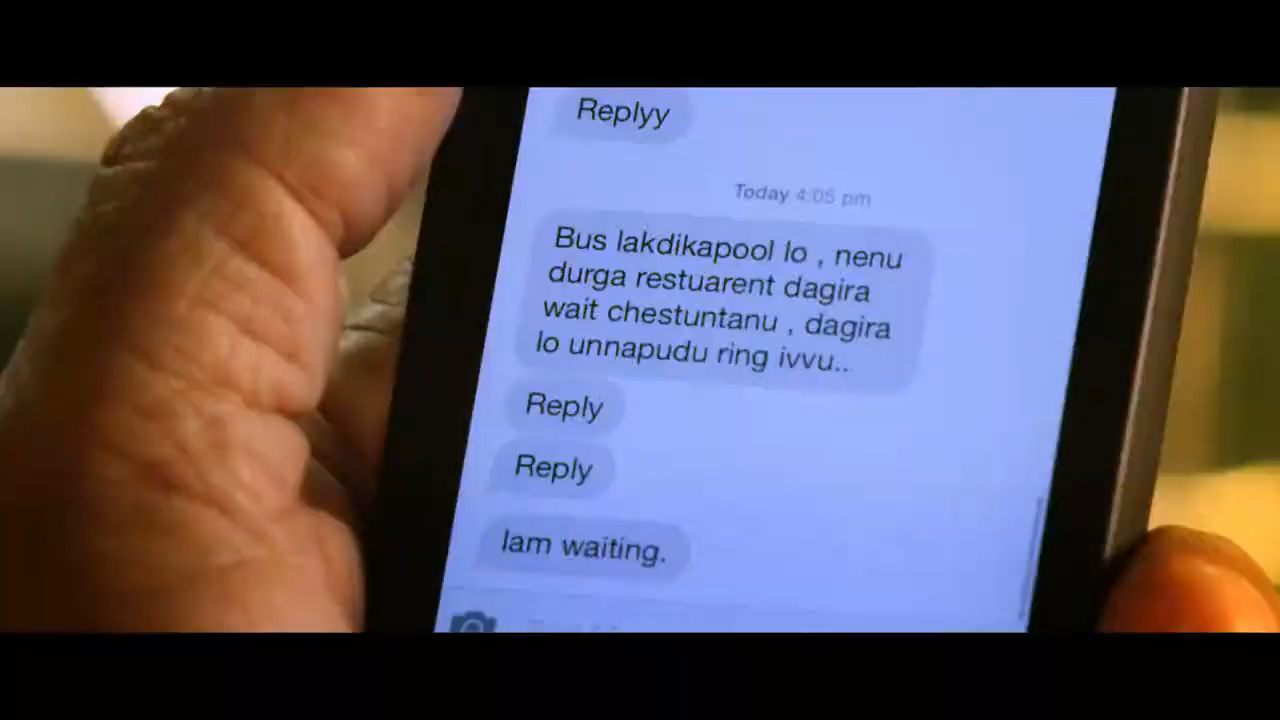 Replyy
Today 4:05 pm
Bus lakdikapool lo , nenu
durga restuarent dagira
wait chestuntanu , dagira
lo unnapudu ring ivvu..
Reply
Reply
Iam waiting.